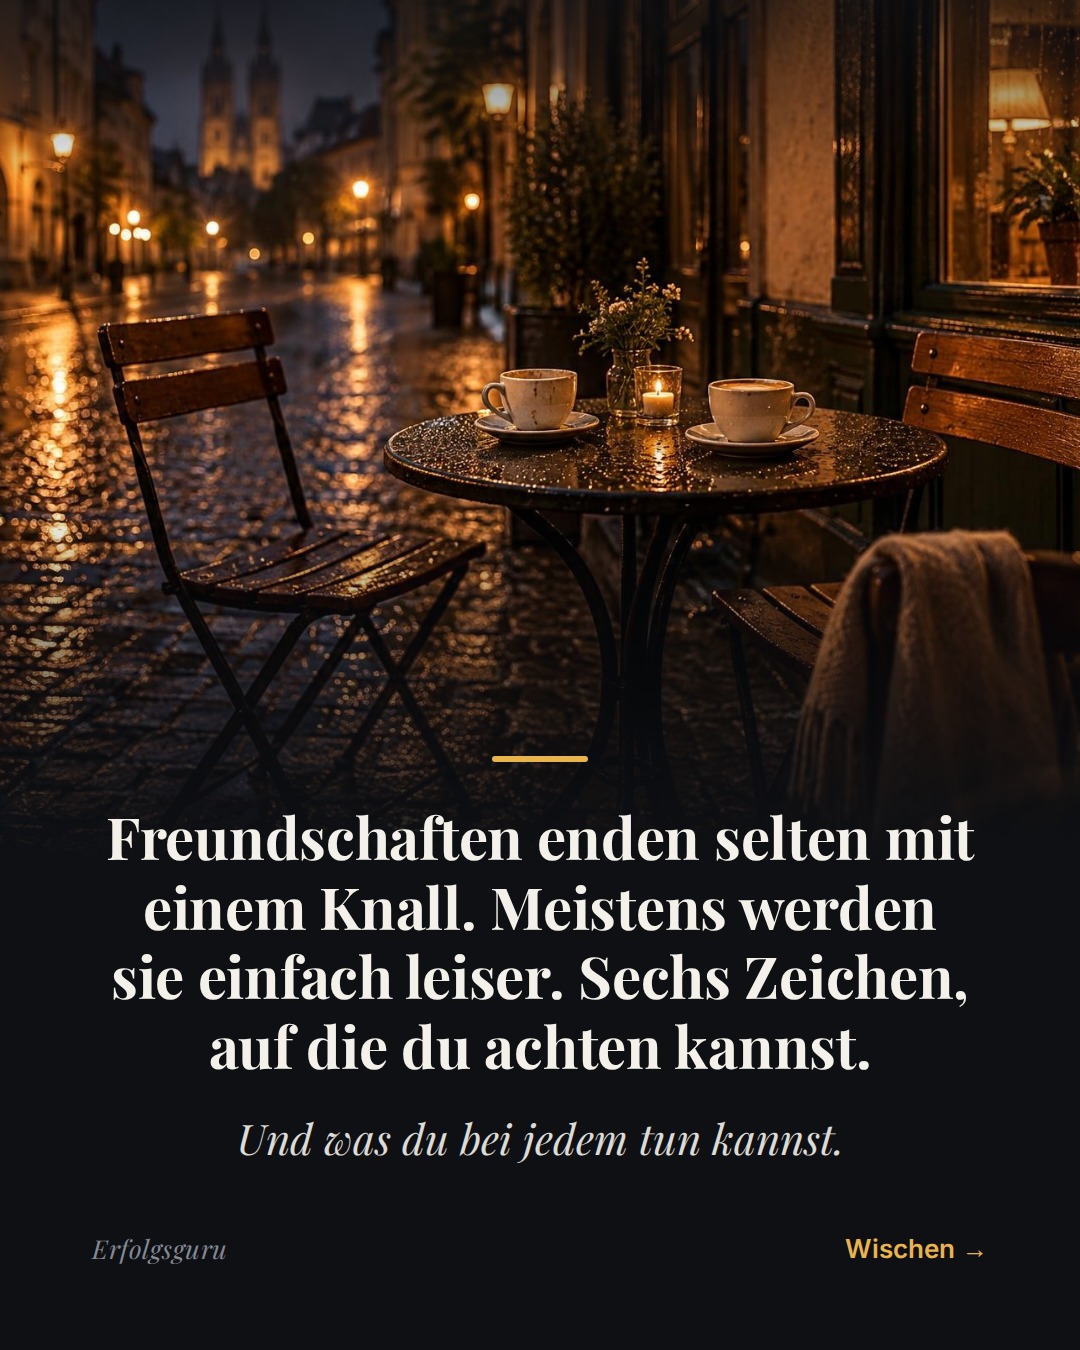 Freundschaften enden selten mit
einem Knall. Meistens werden
sie einfach leiser. Sechs Zeichen,
auf die du achten kannst.
Und was du bei jedem tun kannst.
Erfolgsguru
Wischen →